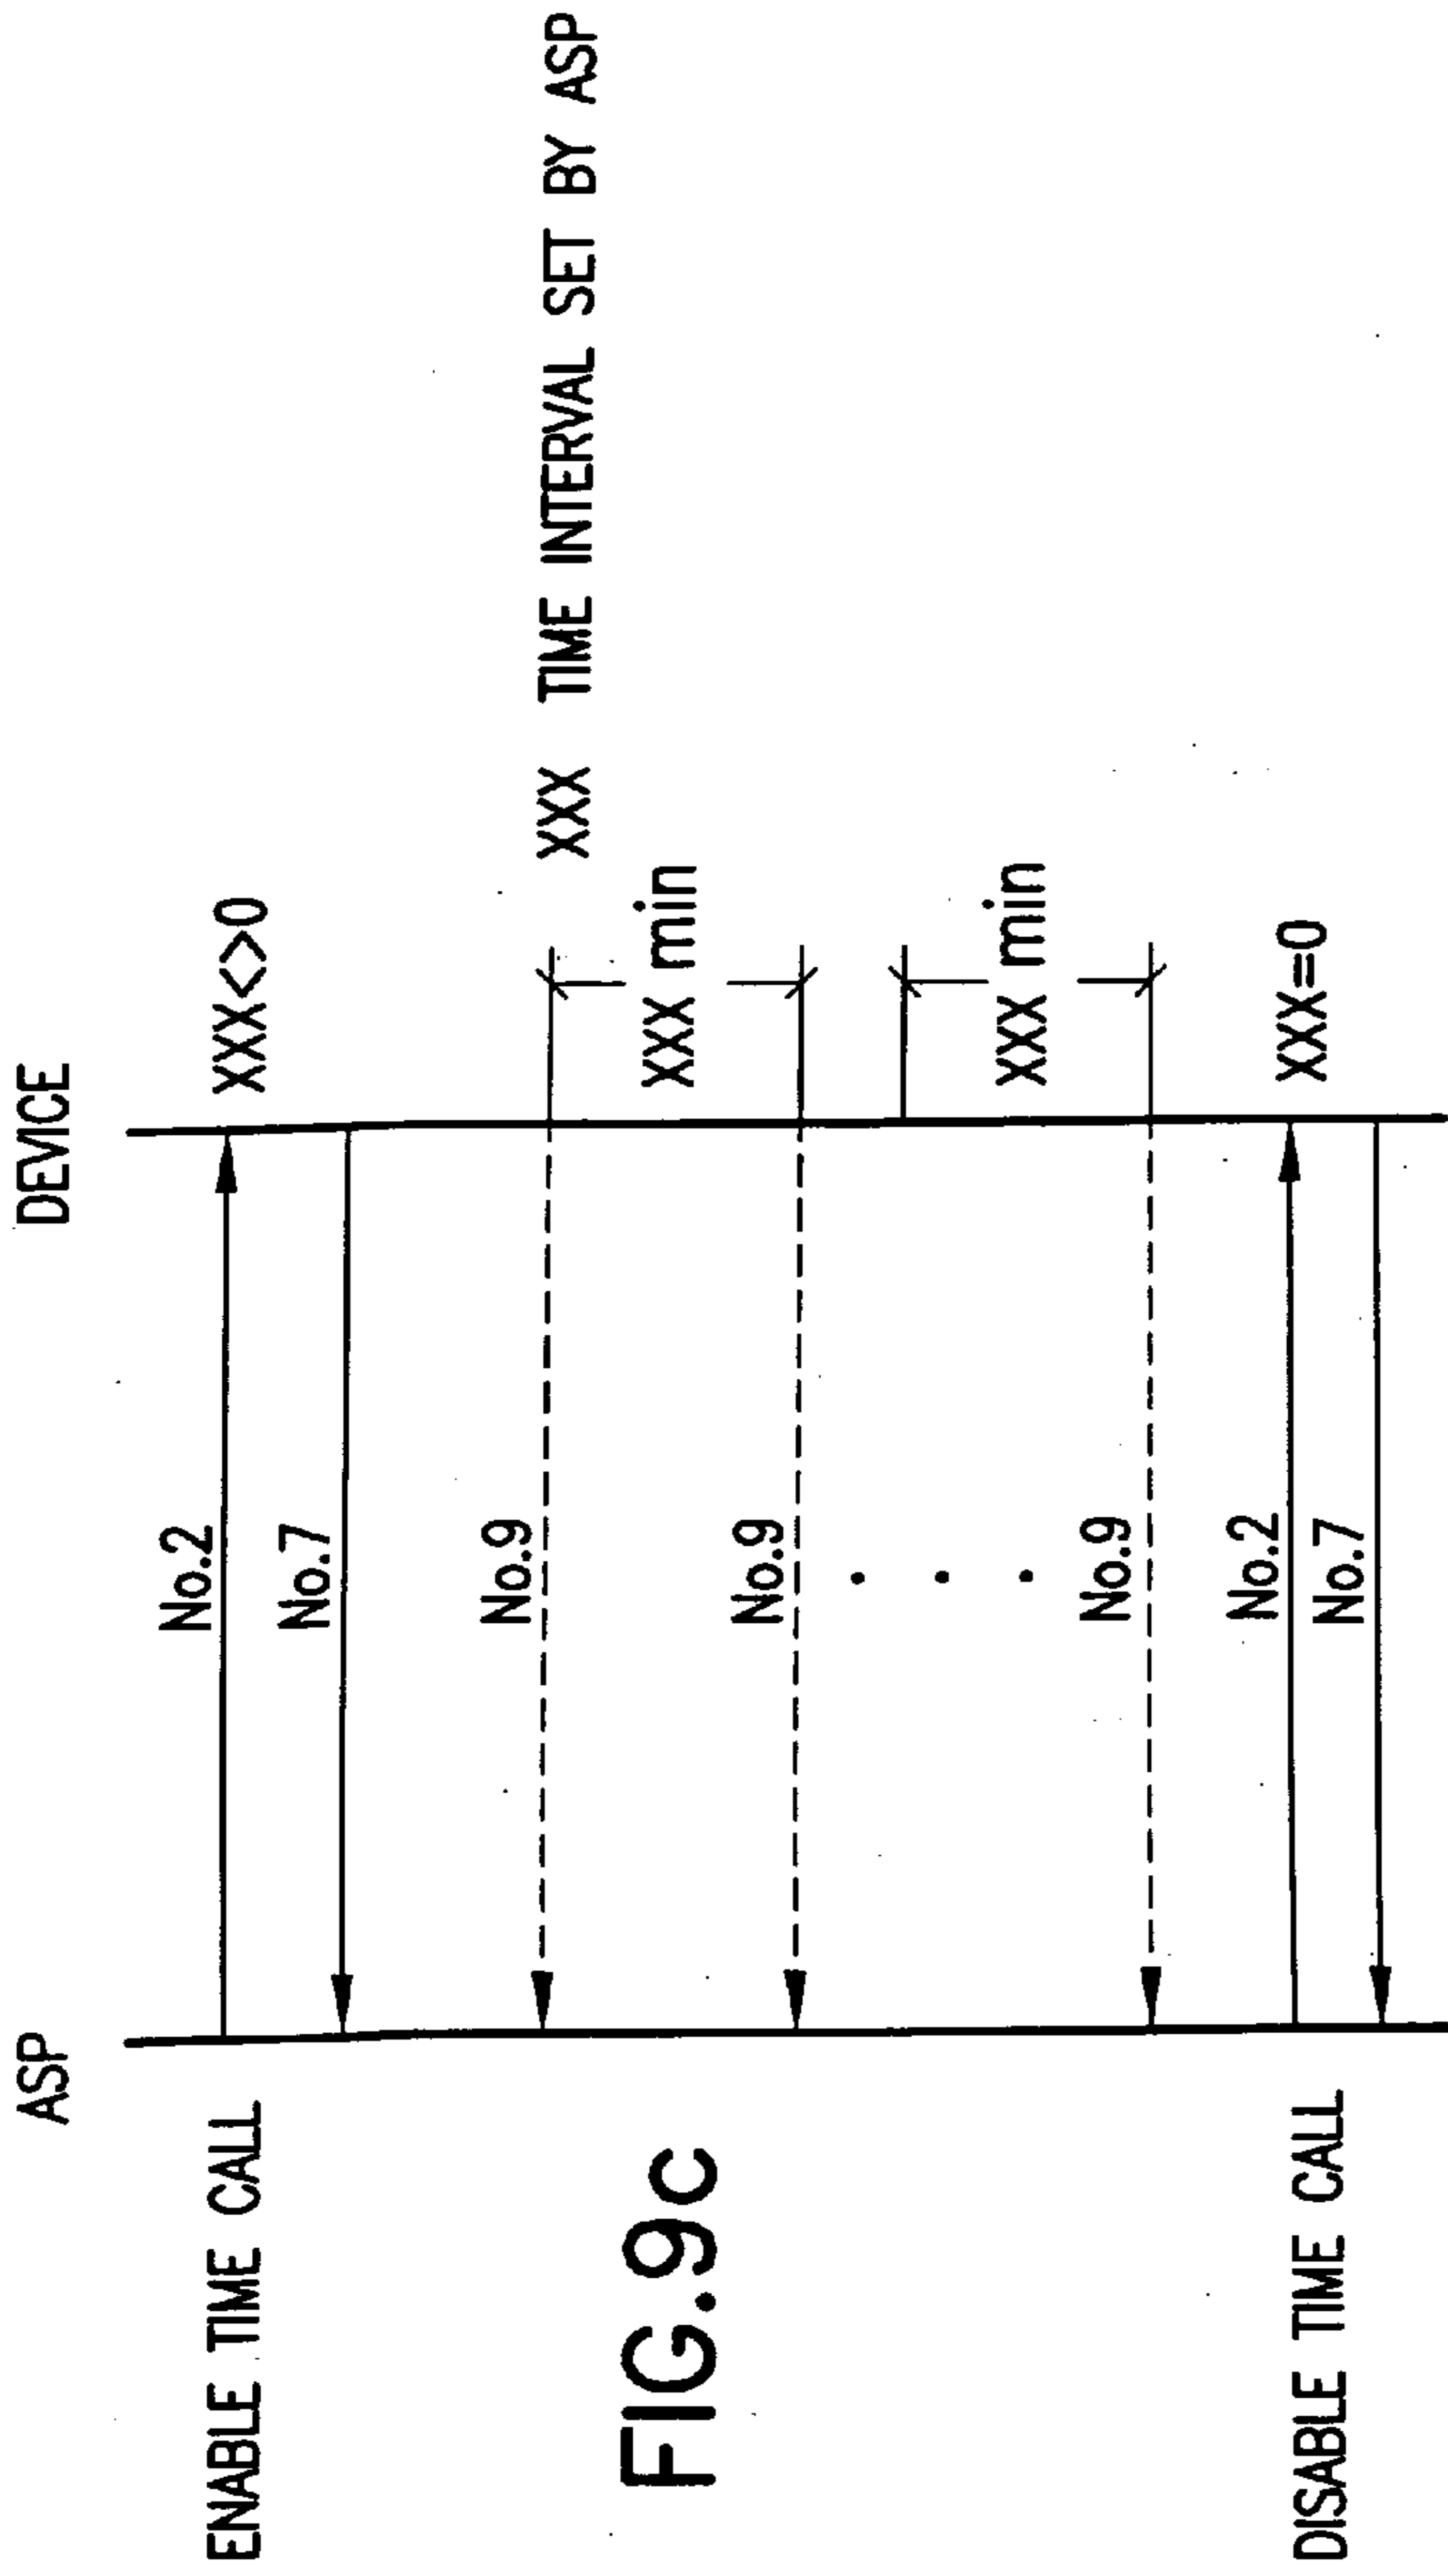 ASP
DEVICE
ENABLE TIME CALL
No.2
XXX<>0
No.7
No.9
XXX TIME INTERVAL SET BY ASP
XXX min
FIG.9c
No.9
XXX min
No.9
No.2
XXX=0
DISABLE TIME CALL
No.7